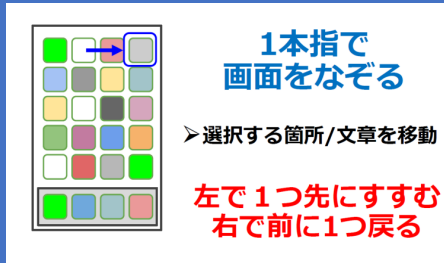 1本指で
画面をなぞる
➢選択する箇所/文章を移動
左で１つ先にすすむ
右で前に1つ戻る